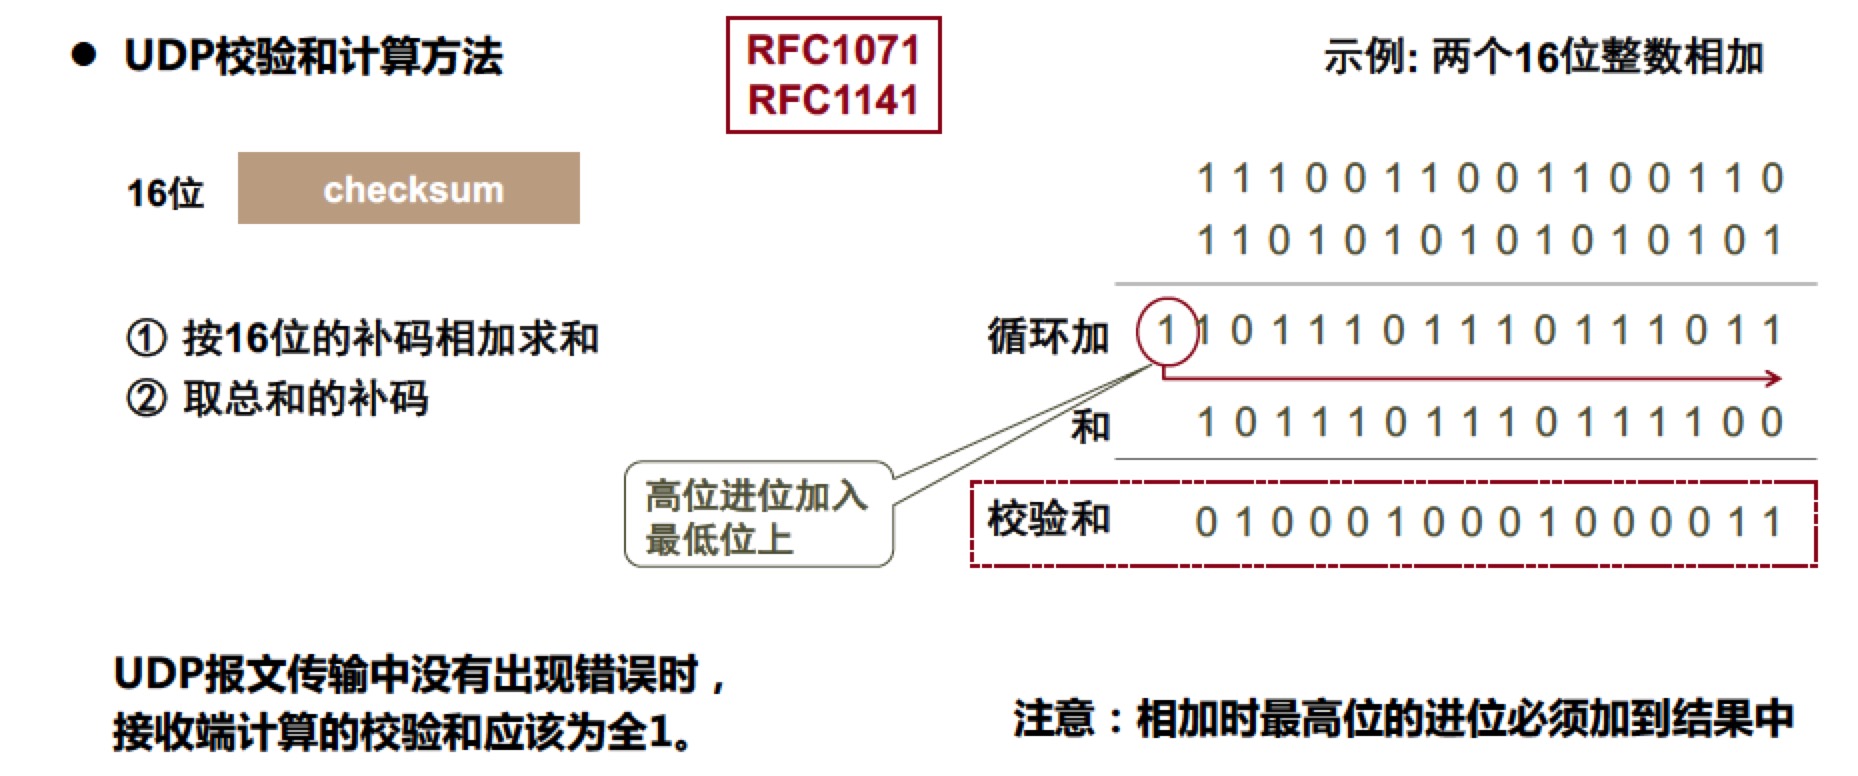 ● UDP校验和计算方法
RFC1071
RFC1141
示例: 两个16位整数相加
16位
checksum
1 1 1 0 0 1 1 0 0 1 1 0 0 1 1 0
1 1 0 1 0 1 0 1 0 1 0 1 0 1 0 1
① 按16位的补码相加求和
② 取总和的补码
循环加 1 1 0 1 1 1 0 1 1 1 0 1 1 1 0 1 1
和 1 0 1 1 1 0 1 1 1 0 1 1 1 1 0 0
高位进位加入
最低位上
校验和 0 1 0 0 0 1 0 0 0 1 0 0 0 0 1 1
UDP报文传输中没有出现错误时，
接收端计算的校验和应该为全1。
注意：相加时最高位的进位必须加到结果中